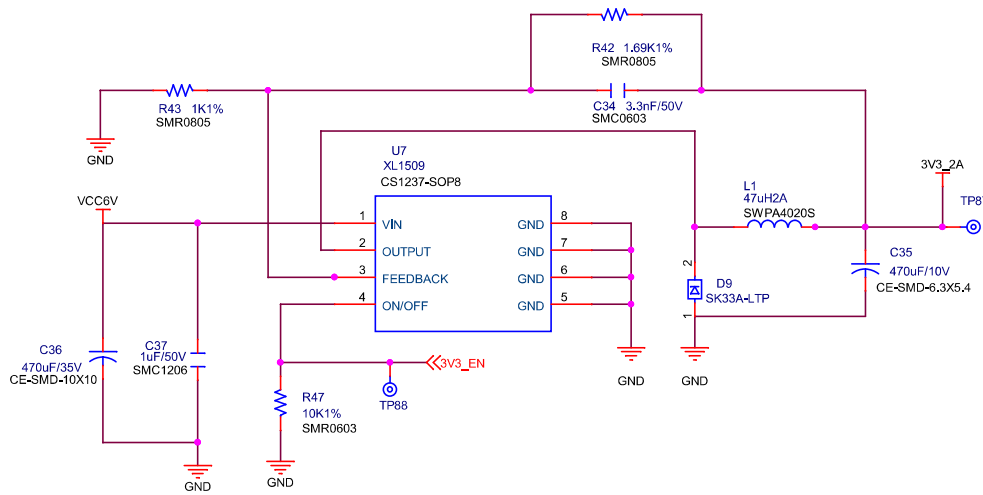 R42 1.69K1%
SMR0805
R43 1K1%
SMR0805
C34 3.3nF/50V
SMC0603
GND
U7
XL1509
CS1237-SOP8
3V3_2A
VCC6V
L1
47uH2A
SWPA4020S
TP8
1 VIN GND 8
2 OUTPUT GND 7
3 FEEDBACK GND 6
4 ON/OFF GND 5
C35
470uF/10V
CE-SMD-6.3X5.4
2
D9
SK33A-LTP
1
C36
470uF/35V
CE-SMD-10X10
C37
1uF/50V
SMC1206
3V3_EN
TP88
R47
10K1%
SMR0603
GND
GND
GND
GND